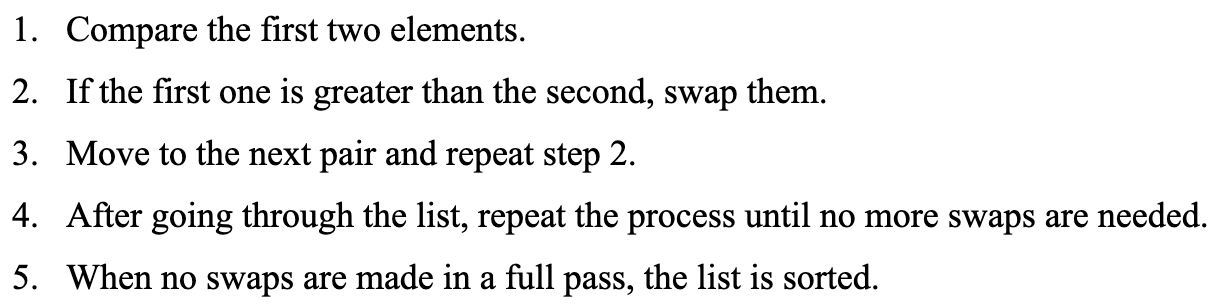 1. Compare the first two elements.
2. If the first one is greater than the second, swap them.
3. Move to the next pair and repeat step 2.
4. After going through the list, repeat the process until no more swaps are needed.
5. When no swaps are made in a full pass, the list is sorted.